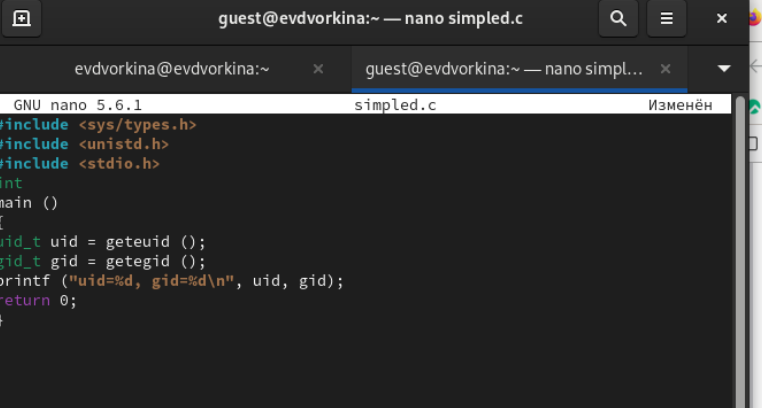 guest@evdvorkina:~ — nano simpled.c
evdvorkina@evdvorkina:~
guest@evdvorkina:~ — nano simpl...
GNU nano 5.6.1 simpled.c Изменён
#include <sys/types.h>
#include <unistd.h>
#include <stdio.h>
int
main ()
{
uid_t uid = geteuid ();
gid_t gid = getegid ();
printf ("uid=%d, gid=%d\n", uid, gid);
return 0;
}